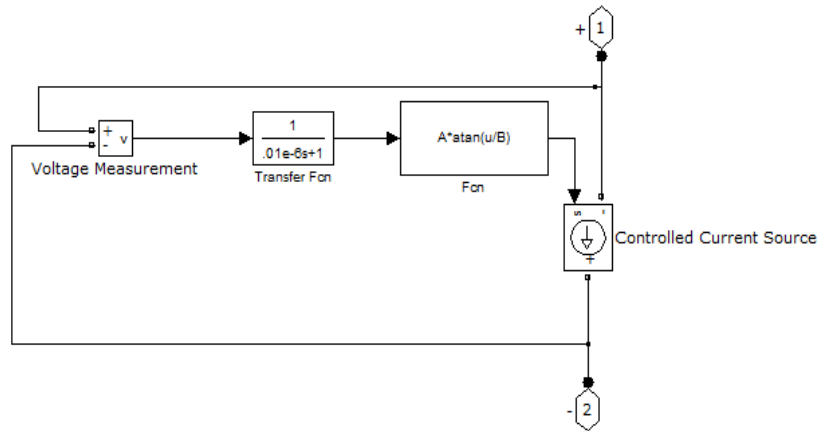 + 1
+ v
-
Voltage Measurement
1
.01e-6s+1
Transfer Fcn
A*atan(u/B)
Fcn
s -
+
Controlled Current Source
- 2